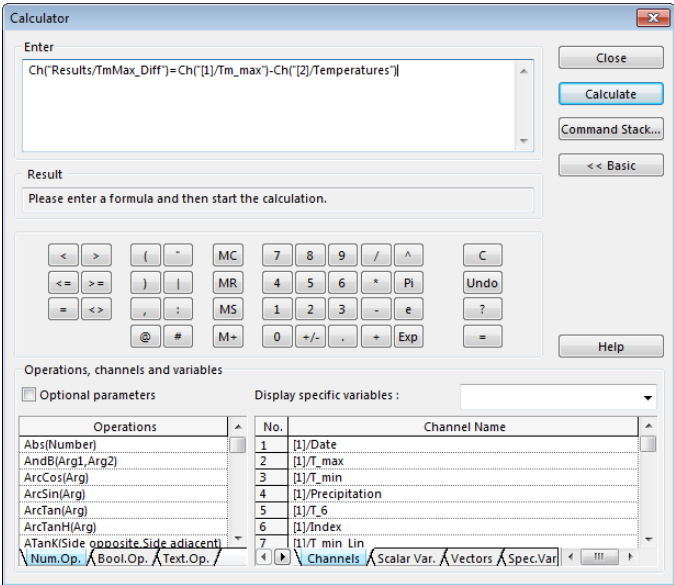 Calculator
Enter
Ch("Results/TmMax_Diff")=Ch("[1]/Tm_max")-Ch("[2]/Temperatures")
Close
Calculate
Command Stack...
<< Basic
Result
Please enter a formula and then start the calculation.
< > ( " MC 7 8 9 / ^ C
<= >= ) | MR 4 5 6 * Pi Undo
= <> , : MS 1 2 3 - e ?
@ # M+ 0 +/- . + Exp =
Help
Operations, channels and variables
Optional parameters Display specific variables :
Operations No. Channel Name
Abs(Number) 1 [1]/Date
AndB(Arg1,Arg2) 2 [1]/T_max
ArcCos(Arg) 3 [1]/T_min
ArcSin(Arg) 4 [1]/Precipitation
ArcTan(Arg) 5 [1]/T_6
ArcTanH(Arg) 6 [1]/Index
ATanK(Side opposite,Side adjacent) 7 [1]/T_min_Lin
Num.Op. Bool.Op. Text.Op. Channels Scalar Var. Vectors Spec.Var